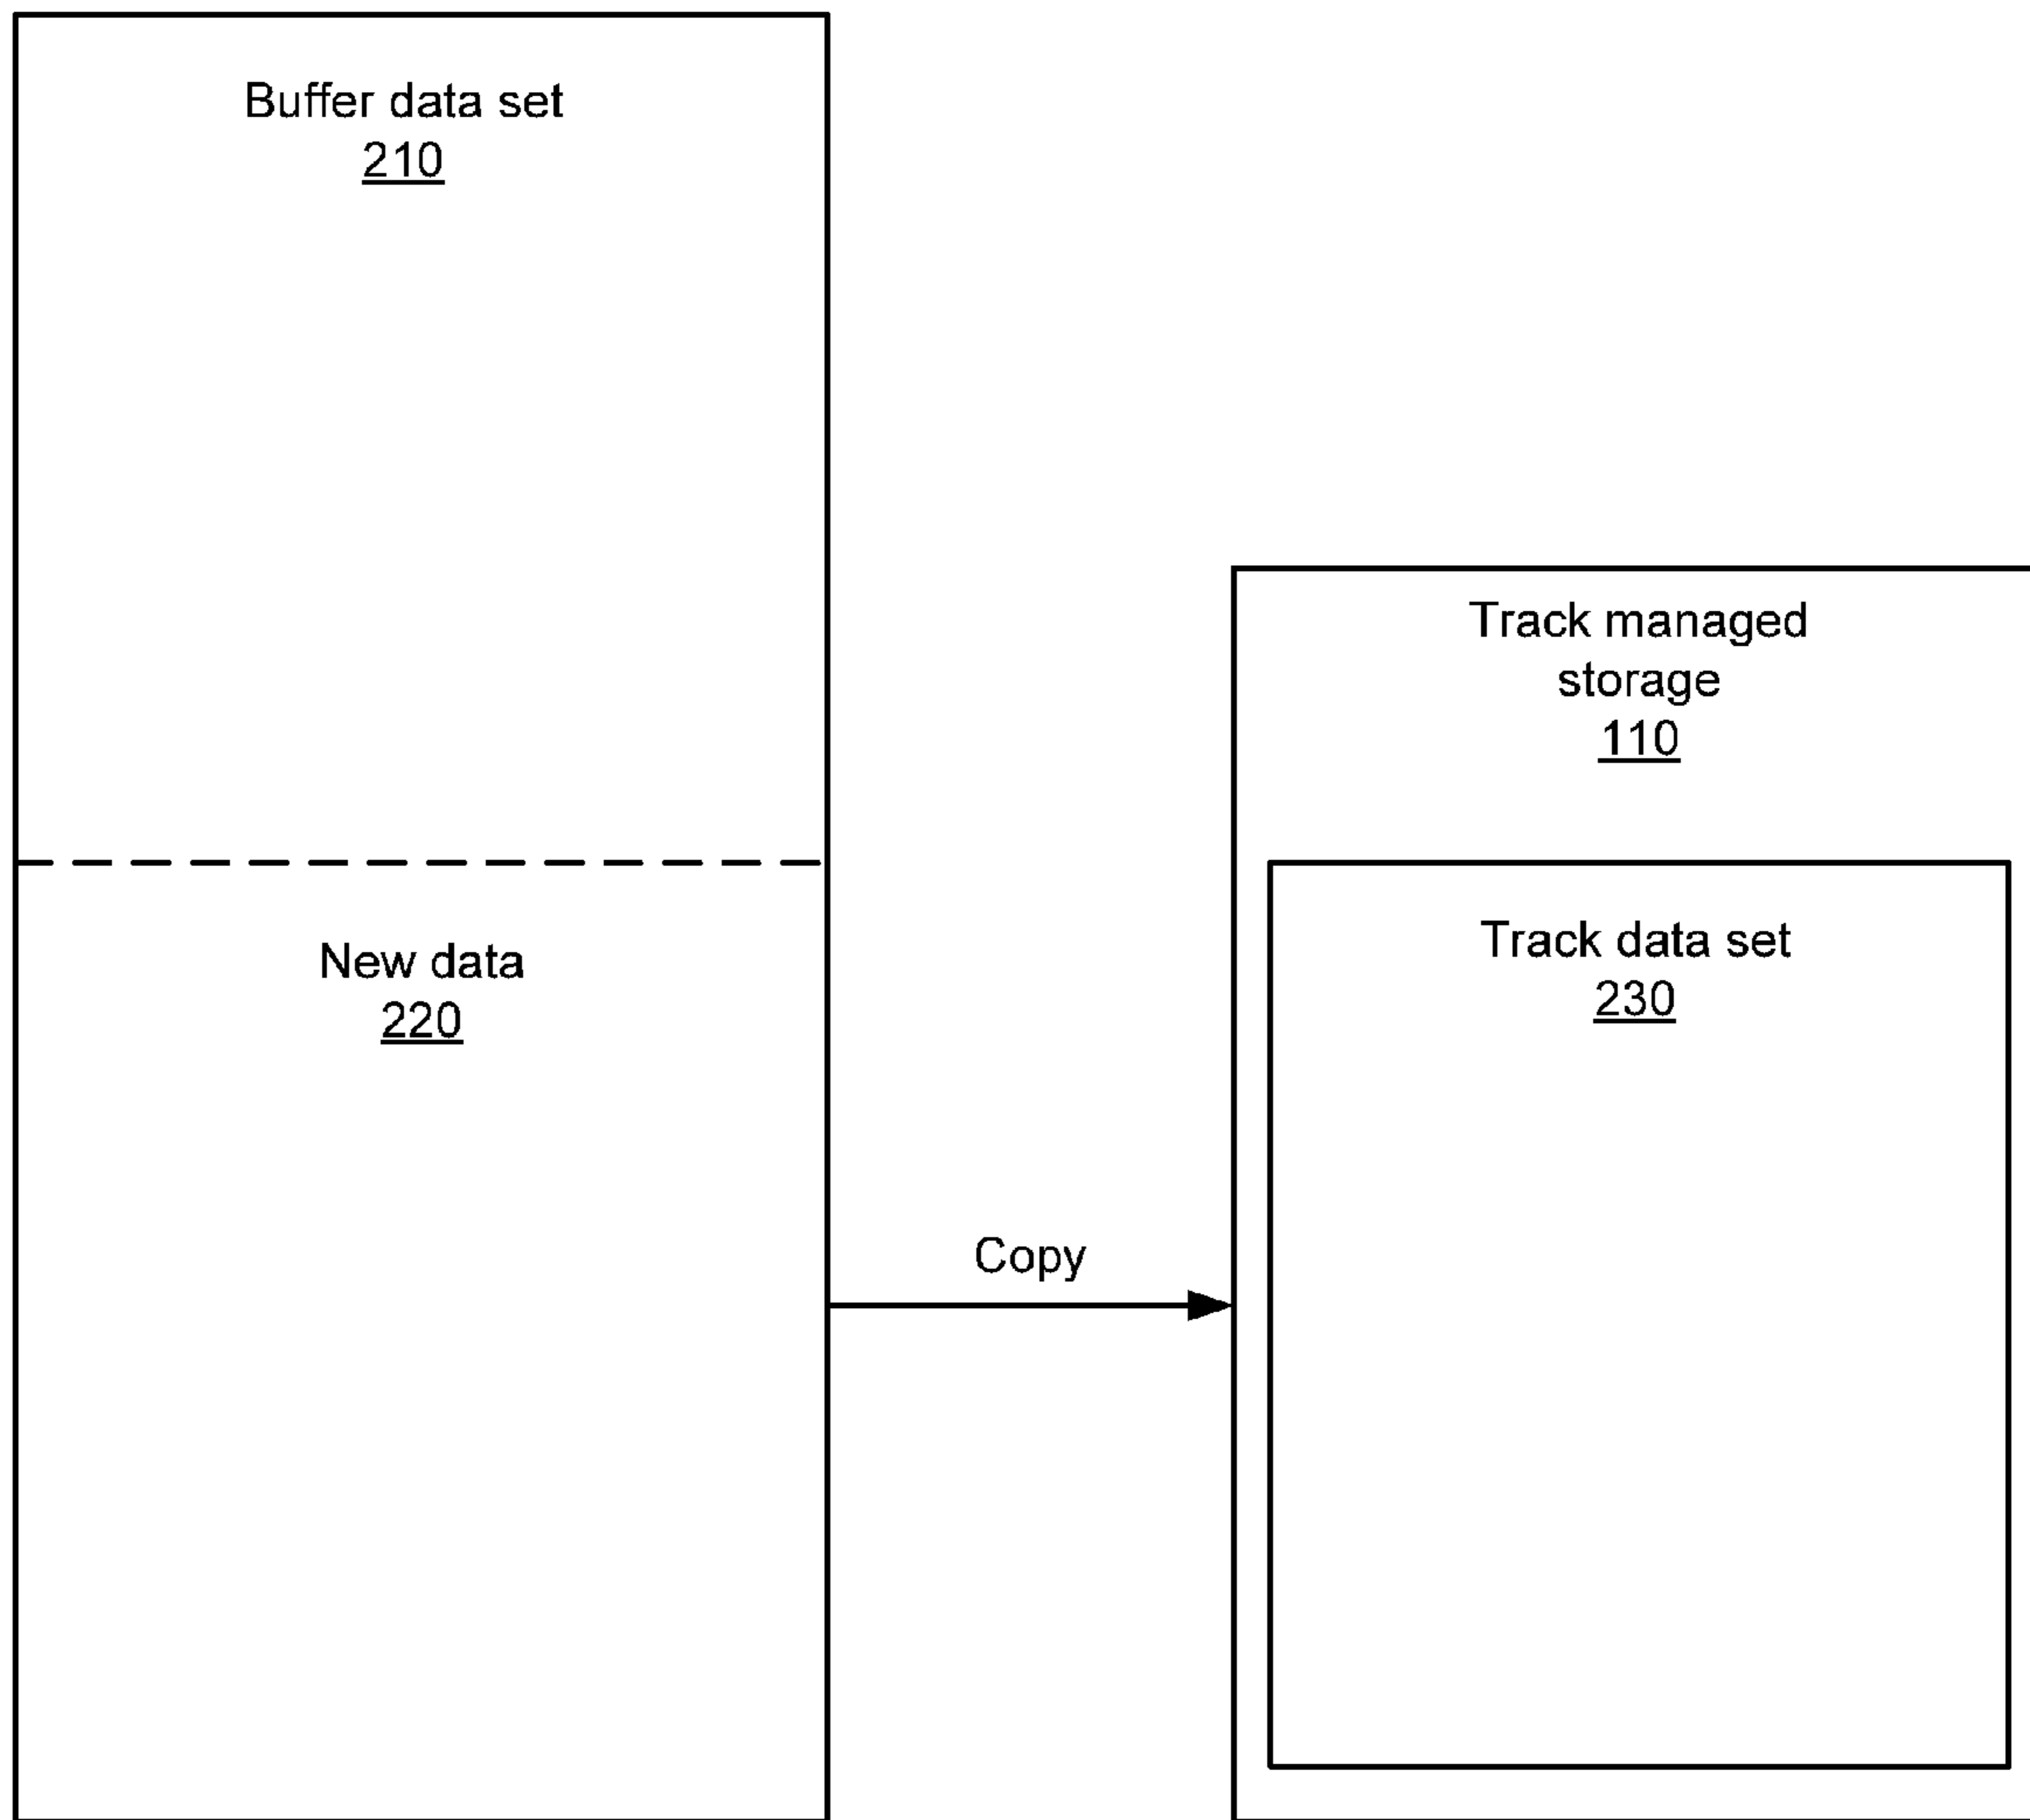 Buffer data set
210
New data
220
Copy
Track managed
storage
110
Track data set
230